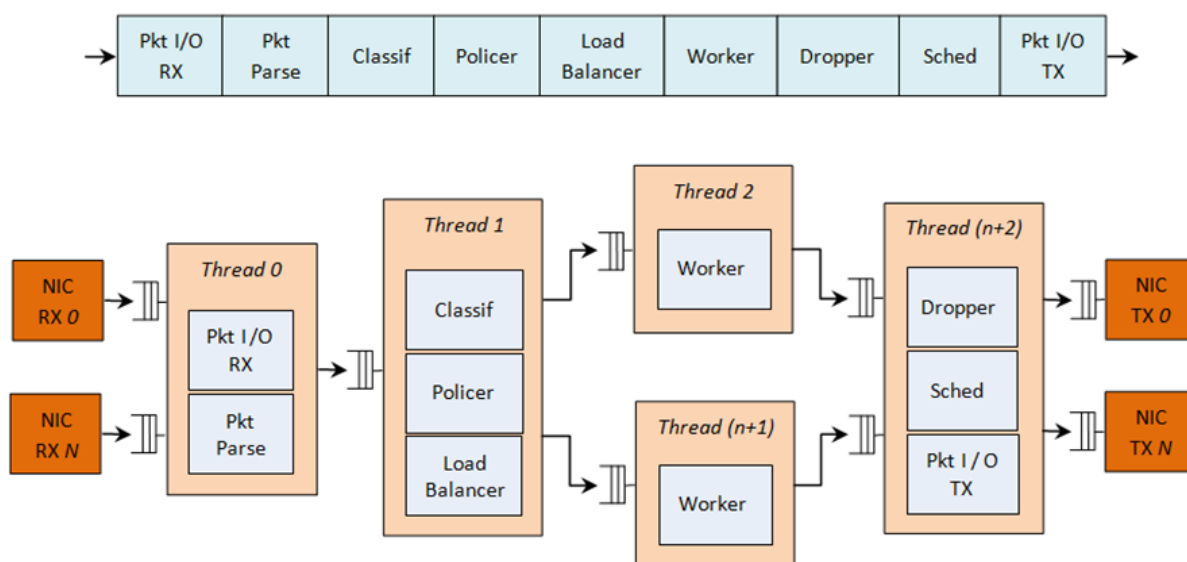 Pkt I/O
RX
Pkt
Parse
Classif
Policer
Load
Balancer
Worker
Dropper
Sched
Pkt I/O
TX
NIC
RX 0
NIC
RX N
Thread 0
Pkt I/O
RX
Pkt
Parse
Thread 1
Classif
Policer
Load
Balancer
Thread 2
Worker
Thread (n+1)
Worker
Thread (n+2)
Dropper
Sched
Pkt I / O
TX
NIC
TX 0
NIC
TX N